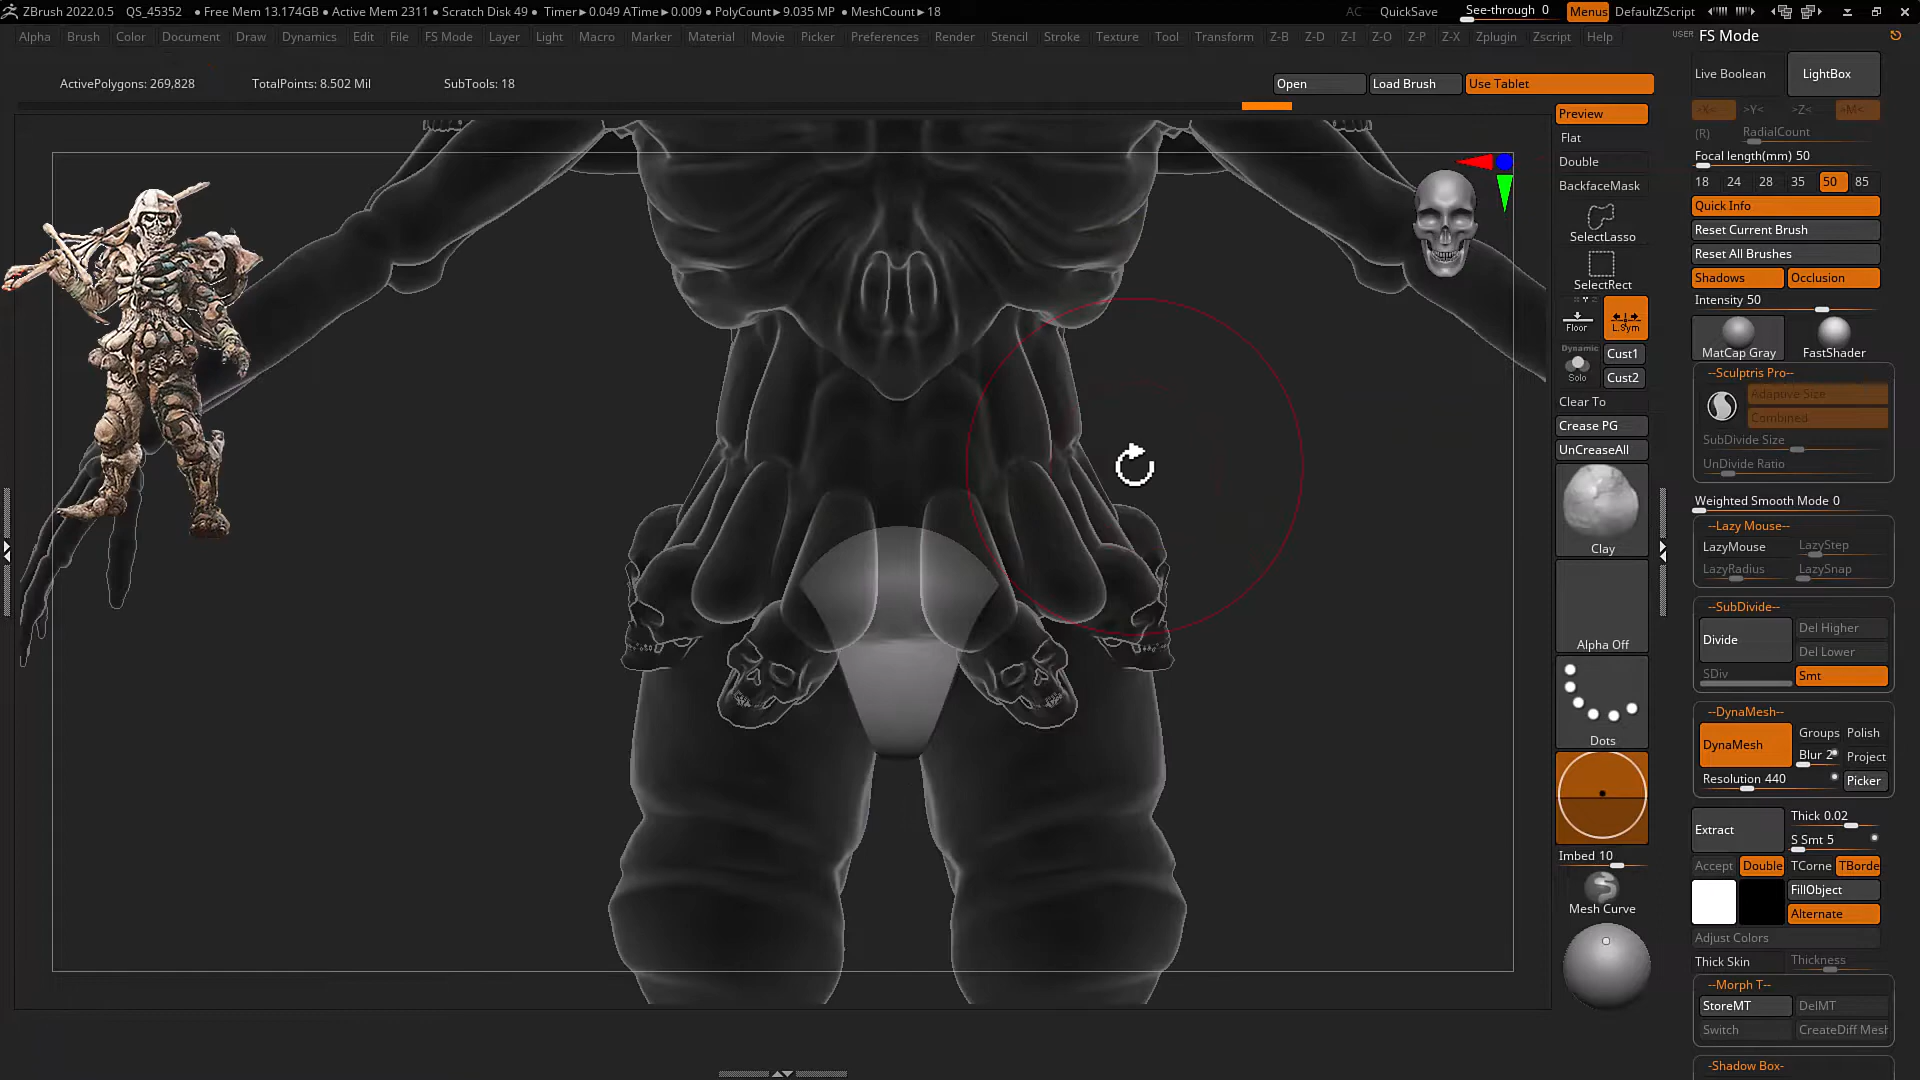 ZBrush 2022.0.5 QS_45352 • Free Mem 13.174GB • Active Mem 2311 • Scratch Disk 49 • Timer►0.049 ATime►0.009 • PolyCount►9.035 MP • MeshCount►18 AC QuickSave See-through 0 Menus DefaultZScript
Alpha Brush Color Document Draw Dynamics Edit File FS Mode Layer Light Macro Marker Material Movie Picker Preferences Render Stencil Stroke Texture Tool Transform Z-B Z-D Z-I Z-O Z-P Z-X Zplugin Zscript Help
USER FS Mode
ActivePolygons: 269,828 TotalPoints: 8.502 Mil SubTools: 18 Open Load Brush Use Tablet
Preview
Flat
Double
BackfaceMask
SelectLasso
SelectRect
Floor L.Sym
Dynamic Cust1
Solo Cust2
Clear To
Crease PG
UnCreaseAll
Clay
Alpha Off
Dots
Imbed 10
Mesh Curve
Live Boolean LightBox
>X< >Y< >Z< >M<
(R) RadialCount
Focal length(mm) 50
18 24 28 35 50 85
Quick Info
Reset Current Brush
Reset All Brushes
Shadows Occlusion
Intensity 50
MatCap Gray FastShader
--Sculptris Pro--
Adaptive Size
Combined
SubDivide Size
UnDivide Ratio
Weighted Smooth Mode 0
--Lazy Mouse--
LazyMouse LazyStep
LazyRadius LazySnap
--SubDivide--
Divide Del Higher
Del Lower
SDiv Smt
--DynaMesh--
DynaMesh Groups Polish
Blur 2 Project
Resolution 440 Picker
Extract Thick 0.02
S Smt 5
Accept Double TCorne TBorde
FillObject
Alternate
Adjust Colors
Thick Skin Thickness
--Morph T--
StoreMT DelMT
Switch CreateDiff Mesh
-Shadow Box-